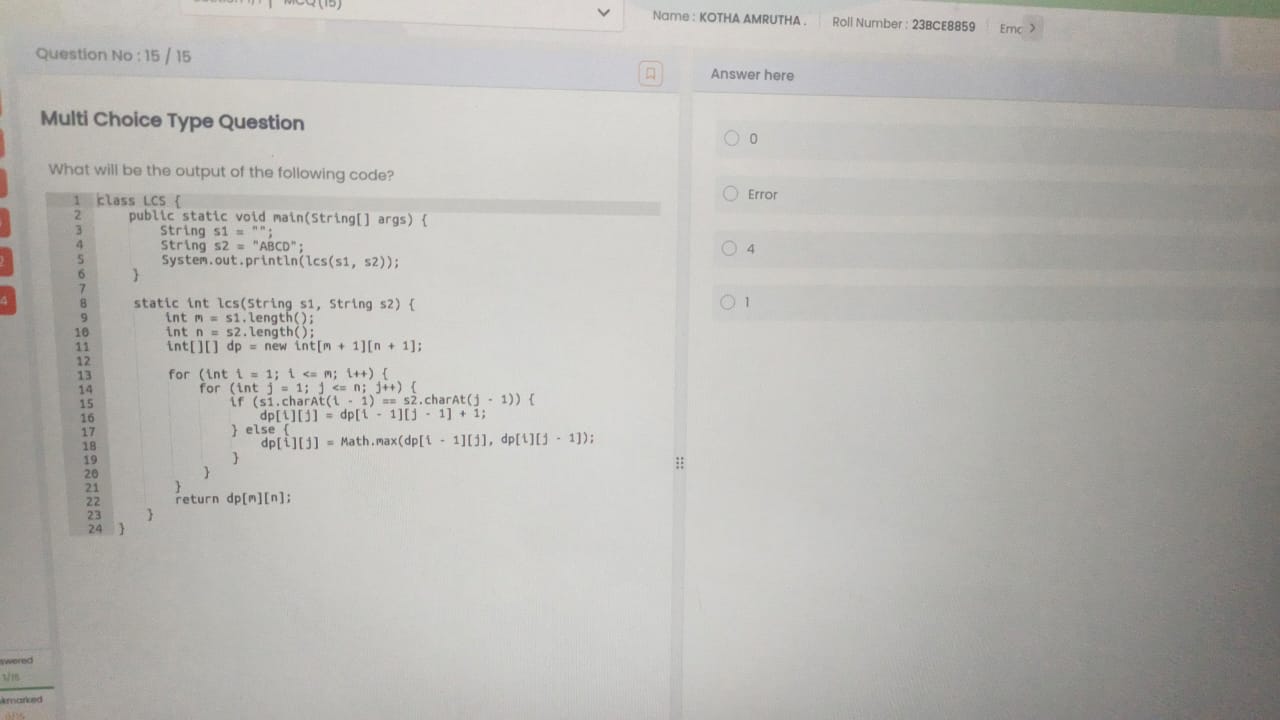 MCQ(15)
Name : KOTHA AMRUTHA .
Roll Number : 23BCE8859
Emc >
Question No : 15 / 15
Answer here
Multi Choice Type Question
What will be the output of the following code?
1 class LCS {
2 public static void main(String[] args) {
3 String s1 = "";
4 String s2 = "ABCD";
5 System.out.println(lcs(s1, s2));
6 }
7
8 static int lcs(String s1, String s2) {
9 int m = s1.length();
10 int n = s2.length();
11 int[][] dp = new int[m + 1][n + 1];
12
13 for (int i = 1; i <= m; i++) {
14 for (int j = 1; j <= n; j++) {
15 if (s1.charAt(i - 1) == s2.charAt(j - 1)) {
16 dp[i][j] = dp[i - 1][j - 1] + 1;
17 } else {
18 dp[i][j] = Math.max(dp[i - 1][j], dp[i][j - 1]);
19 }
20 }
21 }
22 return dp[m][n];
23 }
24 }
0
Error
4
1
2
4
swered
1/15
kmarked
0/15